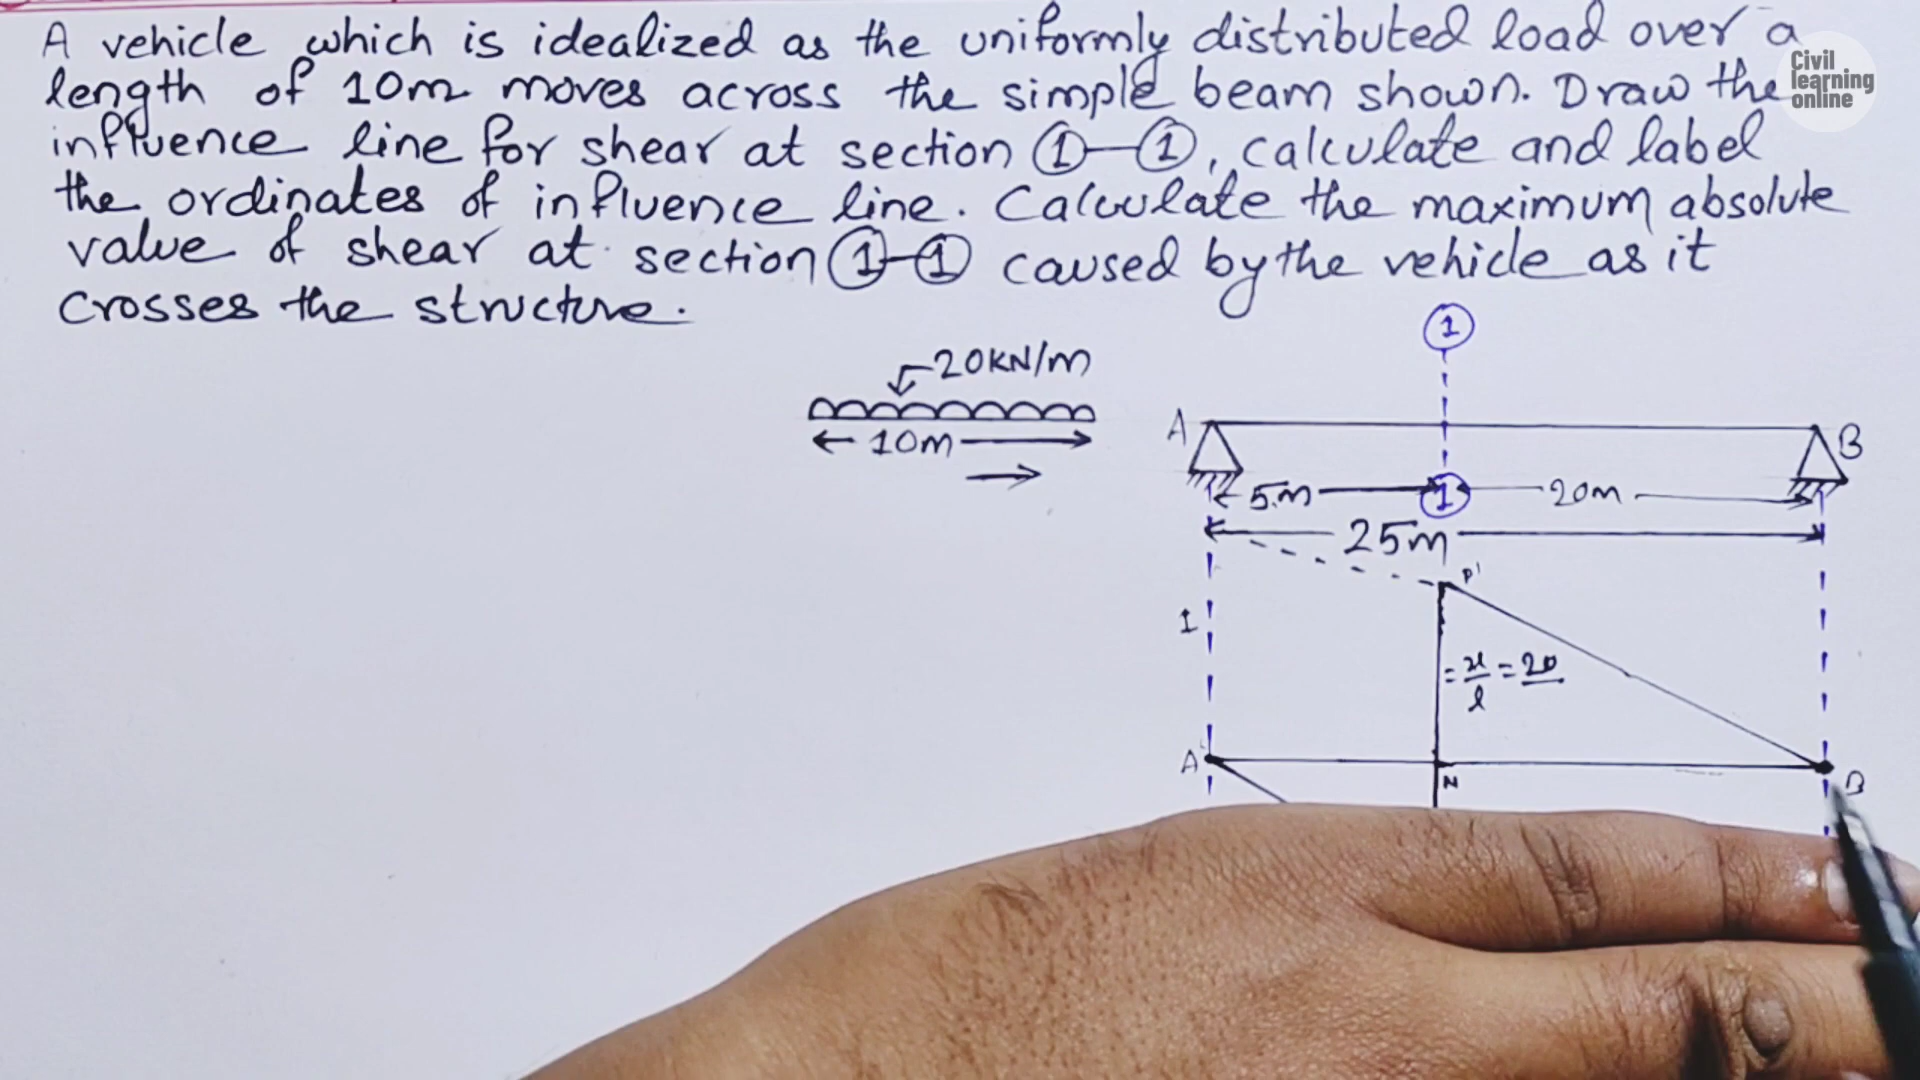 A vehicle which is idealized as the uniformly distributed load over a
length of 10m moves across the simple beam shown. Draw the
influence line for shear at section ①—①, calculate and label
the ordinates of influence line. Calculate the maximum absolute
value of shear at section ①—① caused by the vehicle as it
crosses the structure.
Civil
learning
online
1
20KN/m
10m
A
B
5m
1
20m
25m
P'
1
= x/l = 20
A
N
B